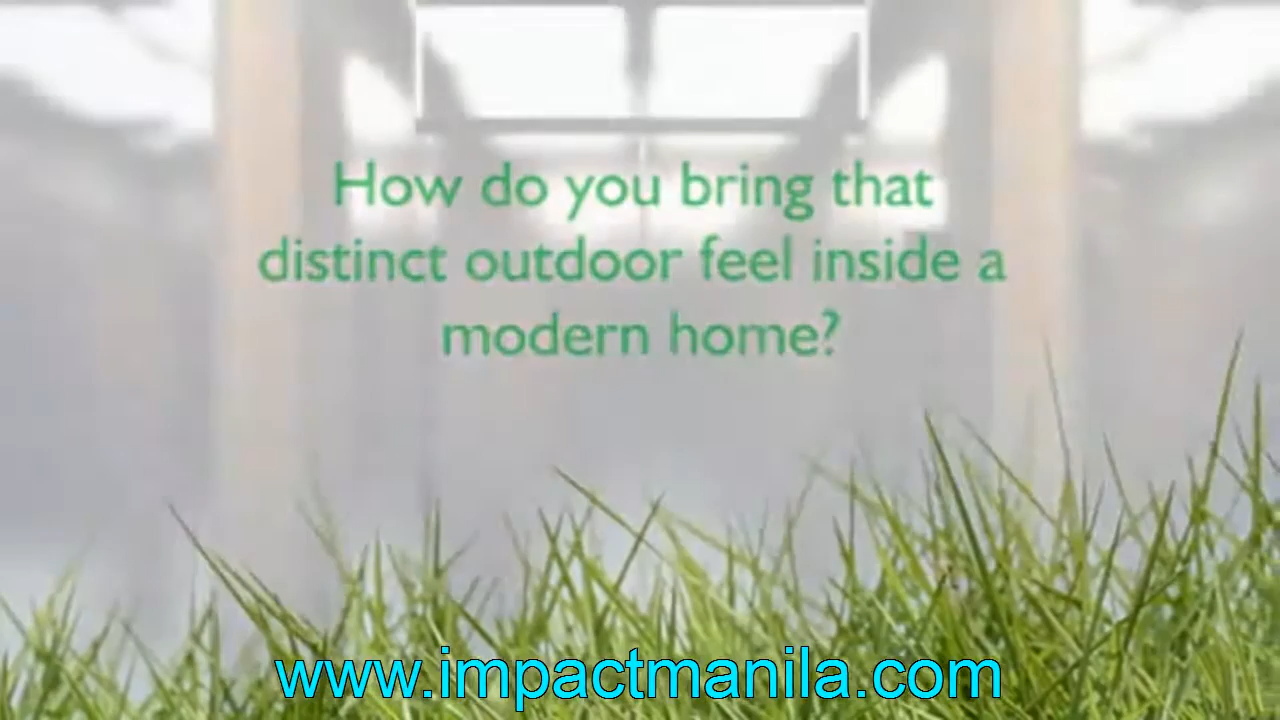 How do you bring that
distinct outdoor feel inside a
modern home?
www.impactmanila.com